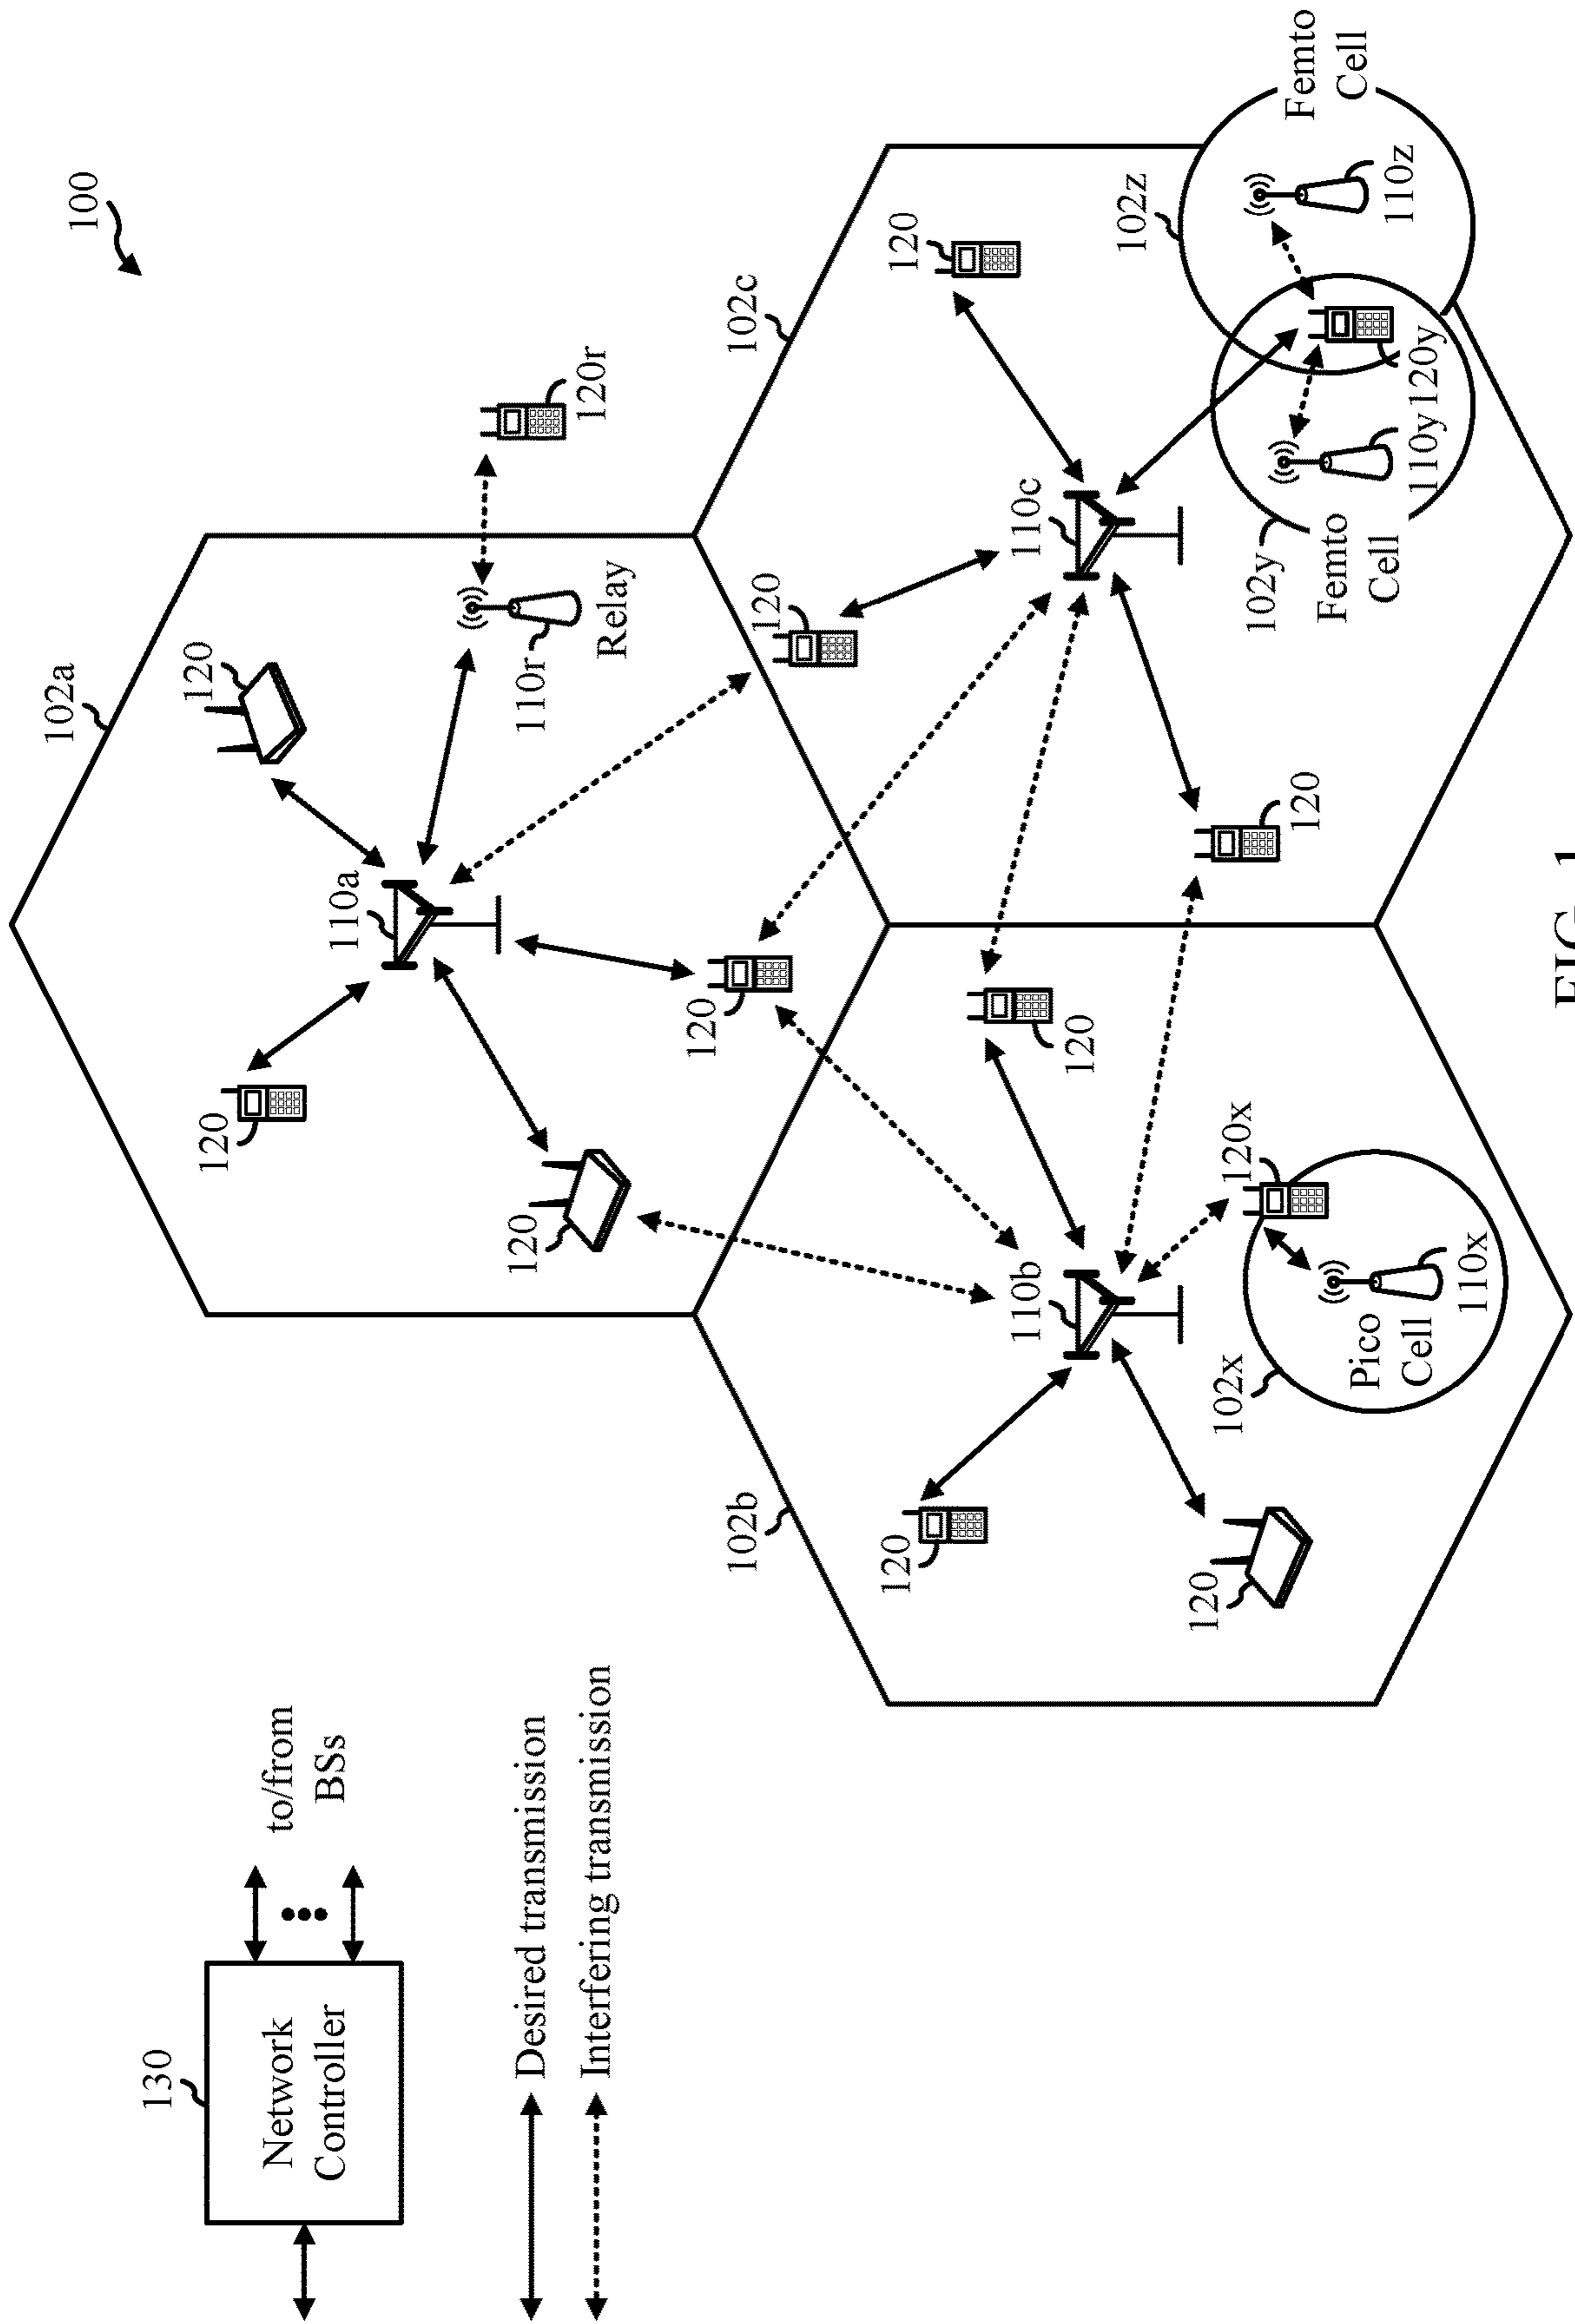 100
130
Network
Controller
to/from
BSs
Desired transmission
Interfering transmission
102a
120
110a
120
120
120
120
110r
Relay
120r
102b
120
120
110b
120
102x
Pico
Cell
110x
120x
102c
120
120
110c
120
102y
Femto
Cell
110y
120y
102z
110z
Femto
Cell
FIG. 1